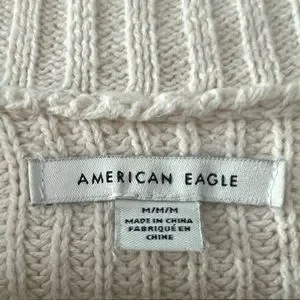 AMERICAN EAGLE
M/M/M
MADE IN CHINA
FABRIQUÉ EN
CHINE